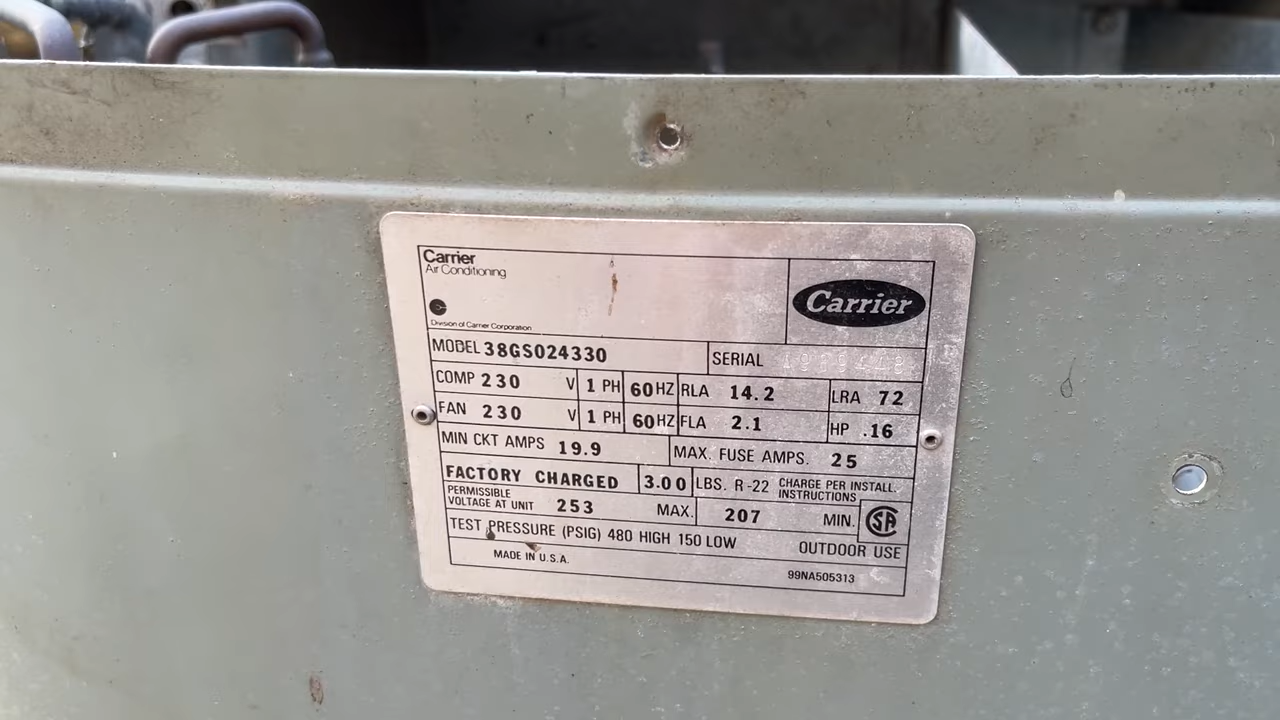 Carrier
Air Conditioning
Carrier
Division of Carrier Corporation
MODEL 38GS024330 SERIAL
COMP 230 V 1 PH 60 HZ RLA 14.2 LRA 72
FAN 230 V 1 PH 60 HZ FLA 2.1 HP .16
MIN CKT AMPS 19.9 MAX. FUSE AMPS. 25
FACTORY CHARGED 3.00 LBS. R-22 CHARGE PER INSTALL. INSTRUCTIONS
PERMISSIBLE VOLTAGE AT UNIT 253 MAX. 207 MIN. SA
TEST PRESSURE (PSIG) 480 HIGH 150 LOW OUTDOOR USE
MADE IN U.S.A. 99NA505313